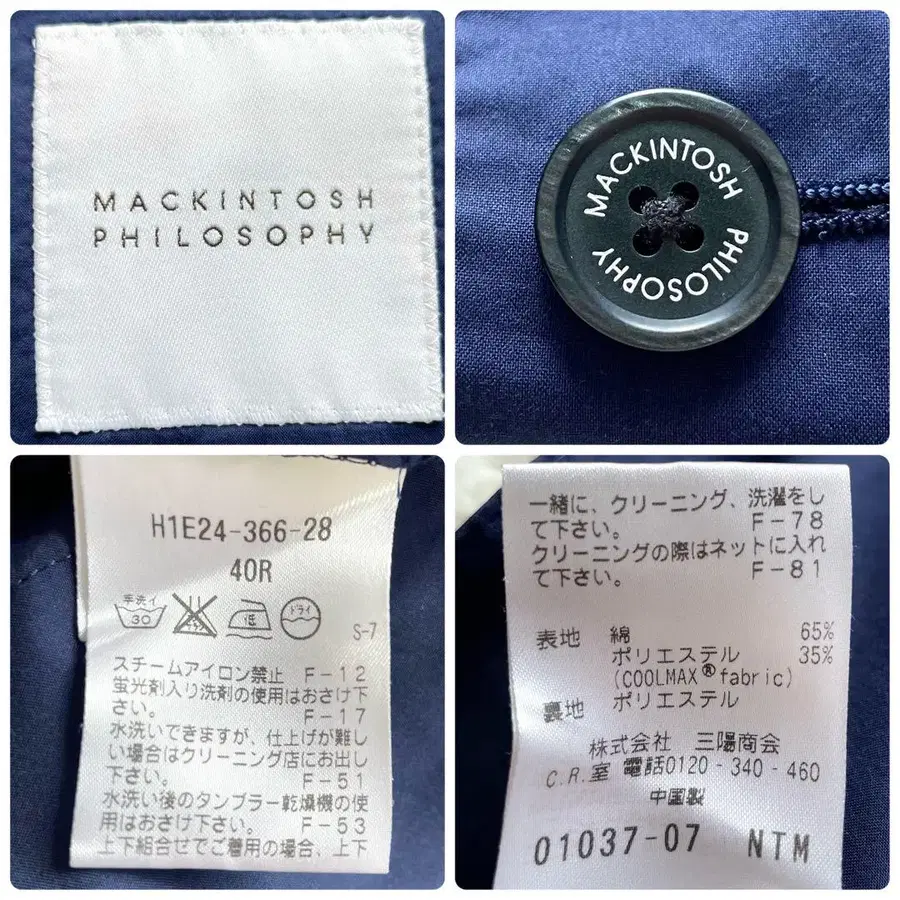 MACKINTOSH
PHILOSOPHY
MACKINTOSH PHILOSOPHY
H1E24-366-28
40R
手洗イ
30
低
ドライ
S-7
スチームアイロン禁止 F-12
蛍光剤入り洗剤の使用はおさけ下
さい。 F-17
水洗いできますが、仕上げが難し
い場合はクリーニング店にお出し
下さい。 F-51
水洗い後のタンブラー乾燥機の使
用はおさけ下さい。 F-53
上下組合せでご着用の場合、上下
一緒に、クリーニング、洗濯をし
て下さい。 F-78
クリーニングの際はネットに入れ
て下さい。 F-81
表地 綿 65%
ポリエステル 35%
(COOLMAX®fabric)
裏地 ポリエステル
株式会社 三陽商会
C.R.室 電話0120-340-460
中国製
01037-07 NTM